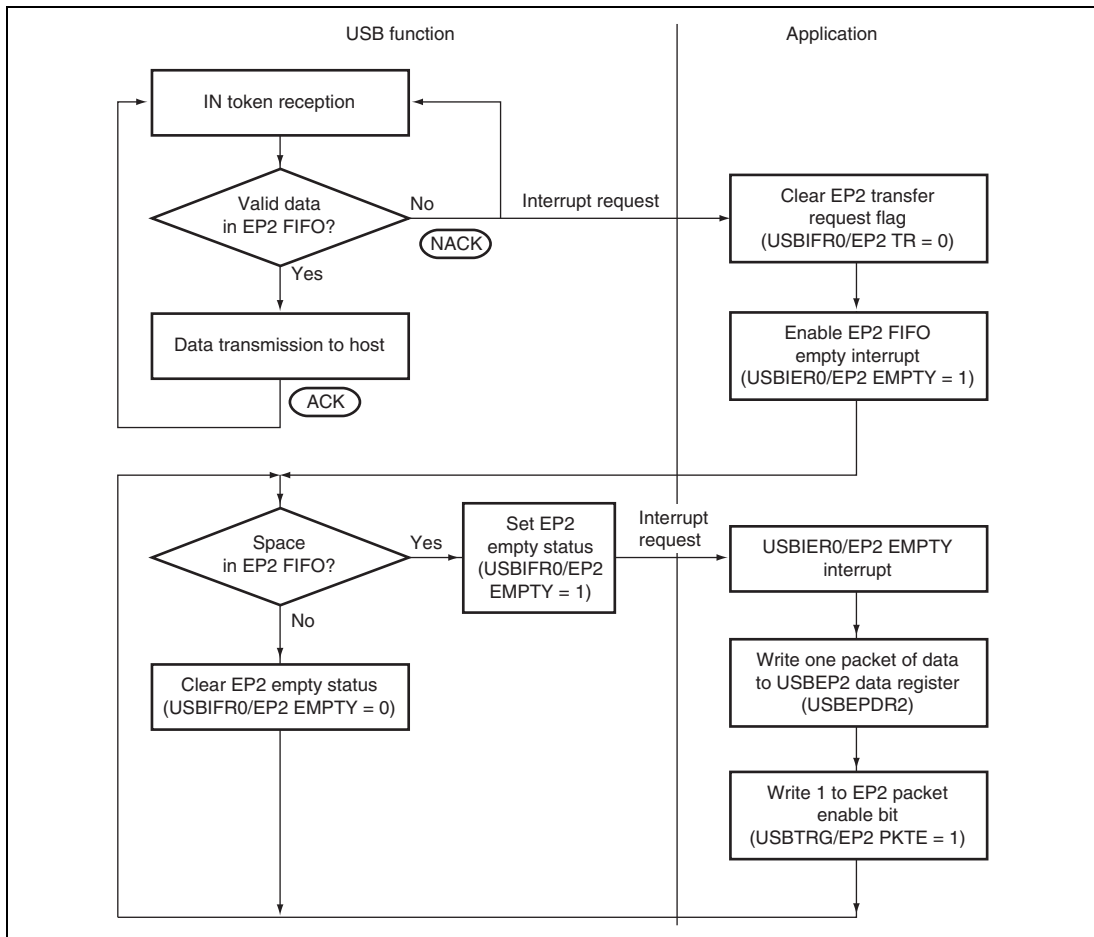 USB function
Application
IN token reception
Valid data
in EP2 FIFO?
No
NACK
Yes
Interrupt request
Clear EP2 transfer
request flag
(USBIFR0/EP2 TR = 0)
Data transmission to host
ACK
Enable EP2 FIFO
empty interrupt
(USBIER0/EP2 EMPTY = 1)
Space
in EP2 FIFO?
Yes
No
Set EP2
empty status
(USBIFR0/EP2
EMPTY = 1)
Interrupt
request
USBIER0/EP2 EMPTY
interrupt
Clear EP2 empty status
(USBIFR0/EP2 EMPTY = 0)
Write one packet of data
to USBEP2 data register
(USBEPDR2)
Write 1 to EP2 packet
enable bit
(USBTRG/EP2 PKTE = 1)